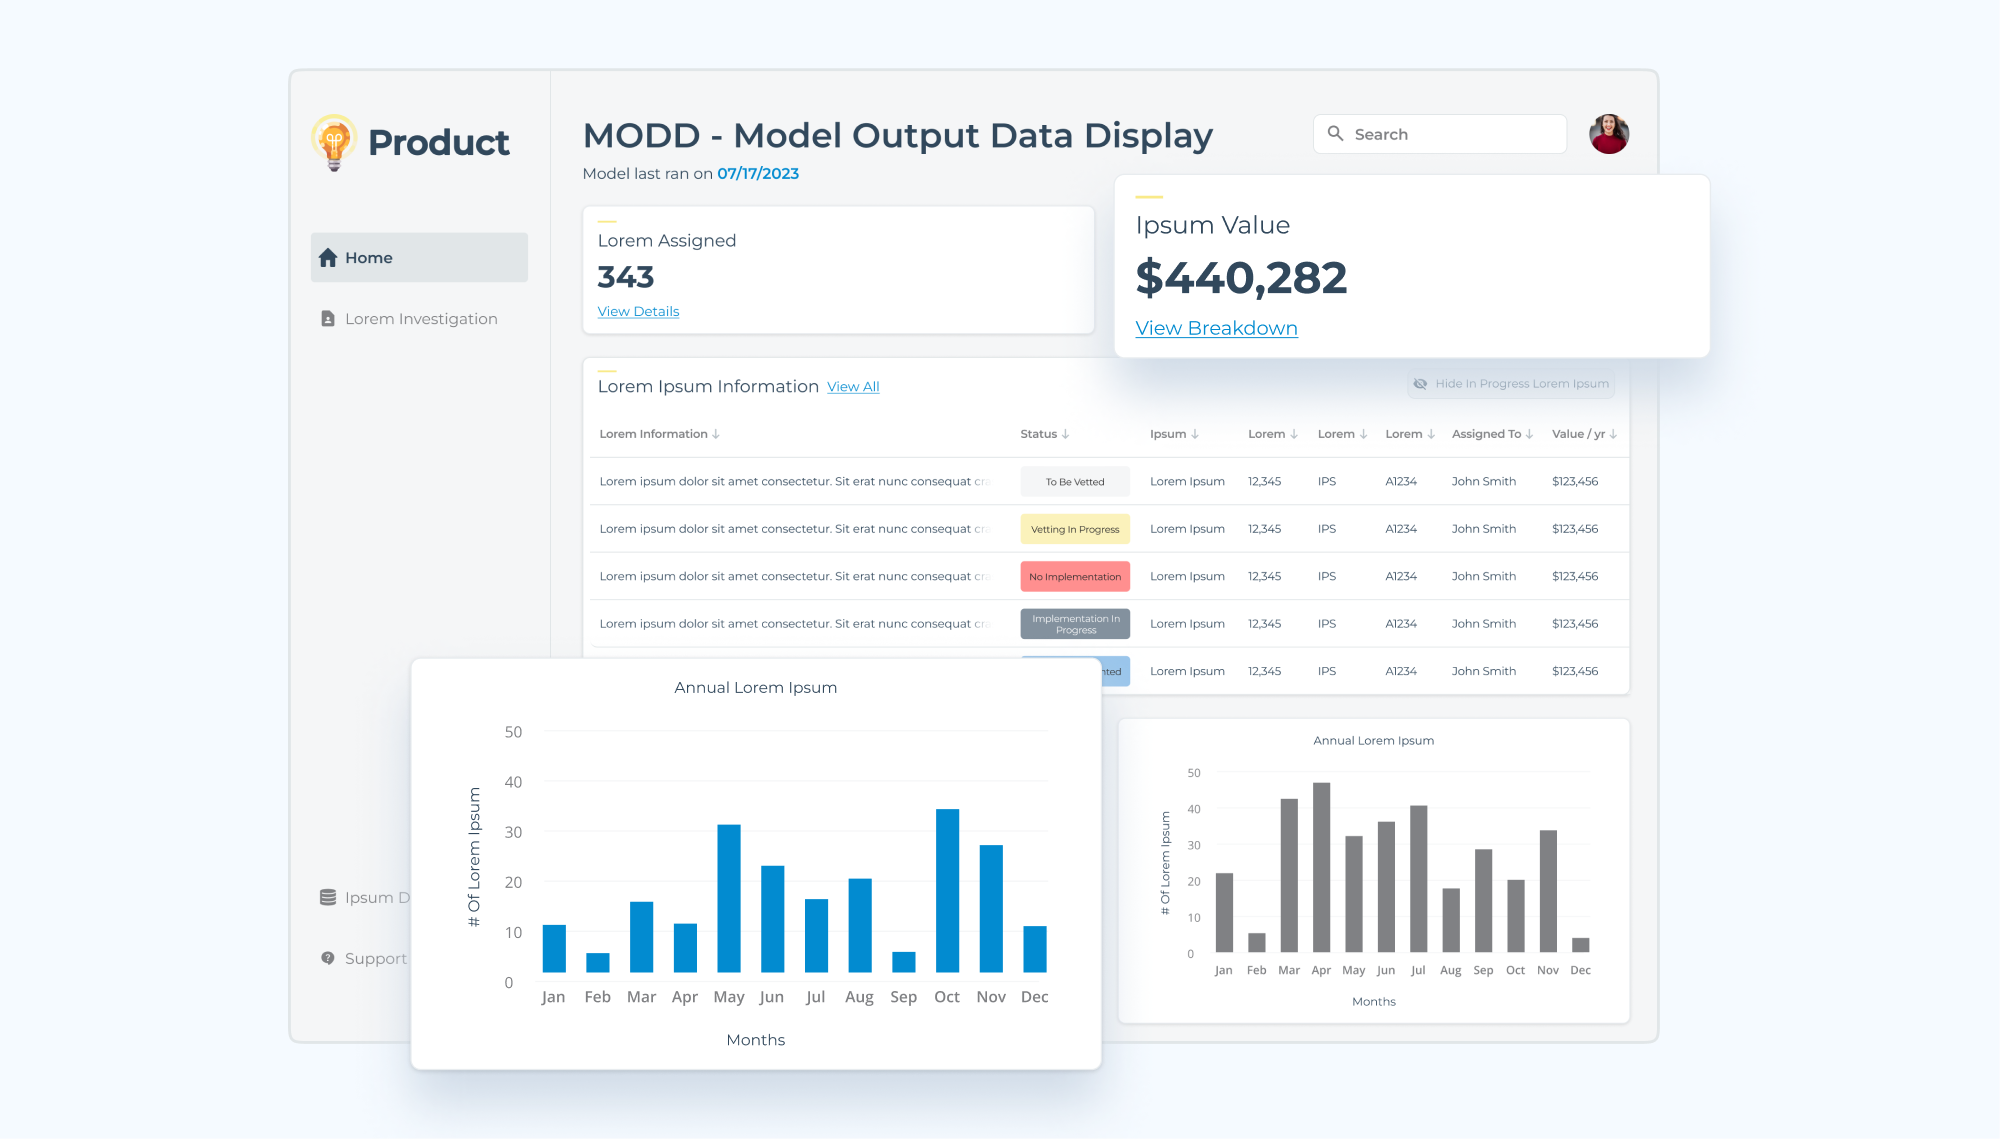 Product
Home
Lorem Investigation
Ipsum D
Support
MODD - Model Output Data Display
Model last ran on 07/17/2023
Search
Lorem Assigned
343
View Details
Ipsum Value
$440,282
View Breakdown
Lorem Ipsum Information View All
Hide In Progress Lorem Ipsum
Lorem Information Status Ipsum Lorem Lorem Lorem Assigned To Value / yr
Lorem ipsum dolor sit amet consectetur. Sit erat nunc consequat cra To Be Vetted Lorem Ipsum 12,345 IPS A1234 John Smith $123,456
Lorem ipsum dolor sit amet consectetur. Sit erat nunc consequat cra Vetting In Progress Lorem Ipsum 12,345 IPS A1234 John Smith $123,456
Lorem ipsum dolor sit amet consectetur. Sit erat nunc consequat cra No Implementation Lorem Ipsum 12,345 IPS A1234 John Smith $123,456
Lorem ipsum dolor sit amet consectetur. Sit erat nunc consequat cra Implementation In Progress Lorem Ipsum 12,345 IPS A1234 John Smith $123,456
nted Lorem Ipsum 12,345 IPS A1234 John Smith $123,456
Annual Lorem Ipsum
# Of Lorem Ipsum
50
40
30
20
10
0
Jan Feb Mar Apr May Jun Jul Aug Sep Oct Nov Dec
Months
Annual Lorem Ipsum
# Of Lorem Ipsum
50
40
30
20
10
0
Jan Feb Mar Apr May Jun Jul Aug Sep Oct Nov Dec
Months